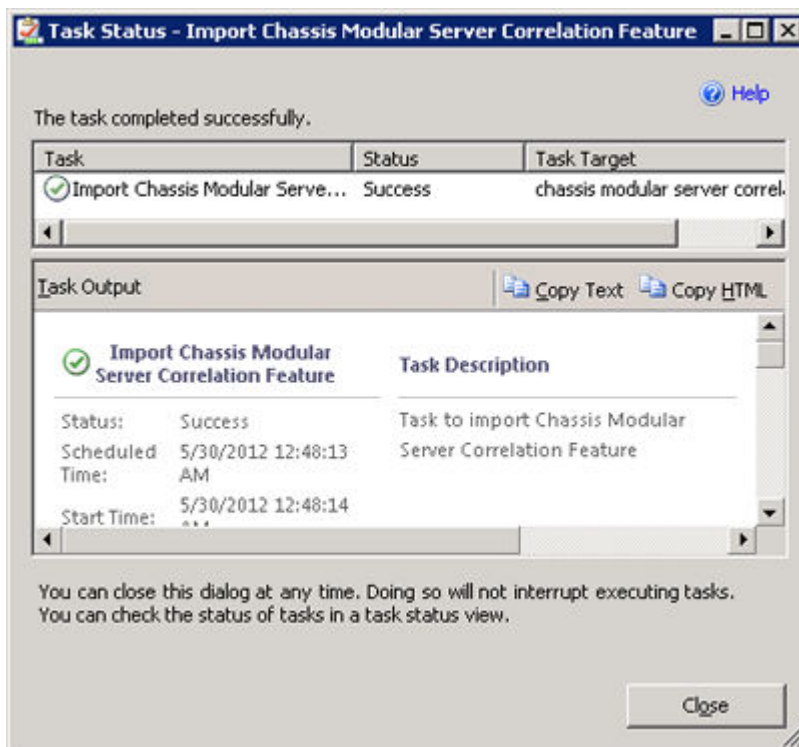 Task Status - Import Chassis Modular Server Correlation Feature
Help
The task completed successfully.
Task Status Task Target
Import Chassis Modular Serve... Success chassis modular server correl
Task Output Copy Text Copy HTML
Import Chassis Modular
Server Correlation Feature
Task Description
Status: Success
Scheduled Time: 5/30/2012 12:48:13 AM
Start Time: 5/30/2012 12:48:14
Task to import Chassis Modular
Server Correlation Feature
You can close this dialog at any time. Doing so will not interrupt executing tasks.
You can check the status of tasks in a task status view.
Close